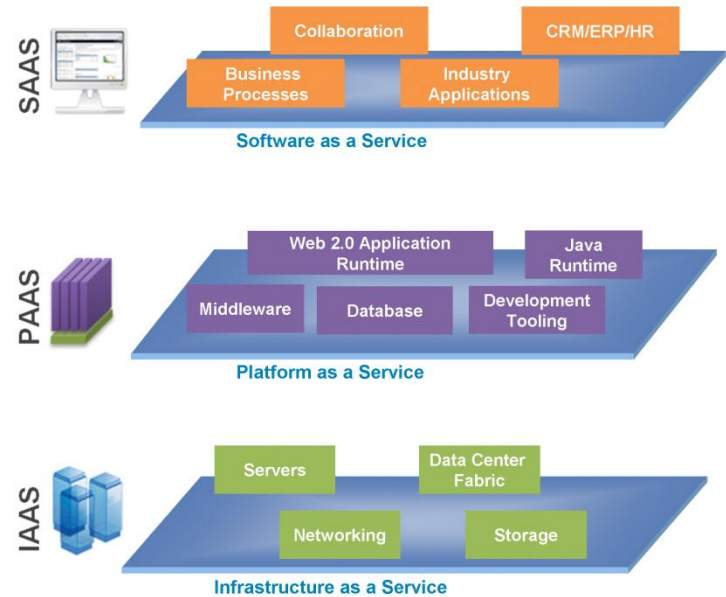 SAAS
Collaboration
CRM/ERP/HR
Business
Processes
Industry
Applications
Software as a Service
PAAS
Web 2.0 Application
Runtime
Java
Runtime
Middleware
Database
Development
Tooling
Platform as a Service
IAAS
Servers
Data Center
Fabric
Networking
Storage
Infrastructure as a Service